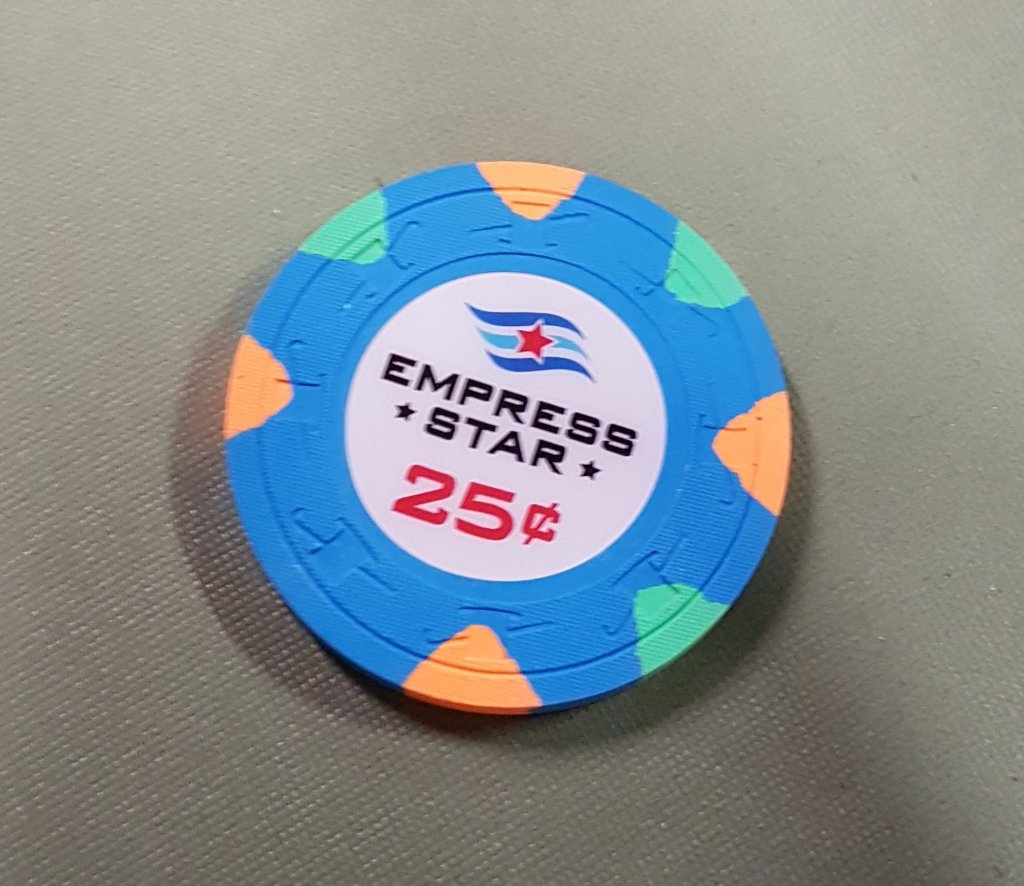 EMPRESS
★ STAR ★
25¢